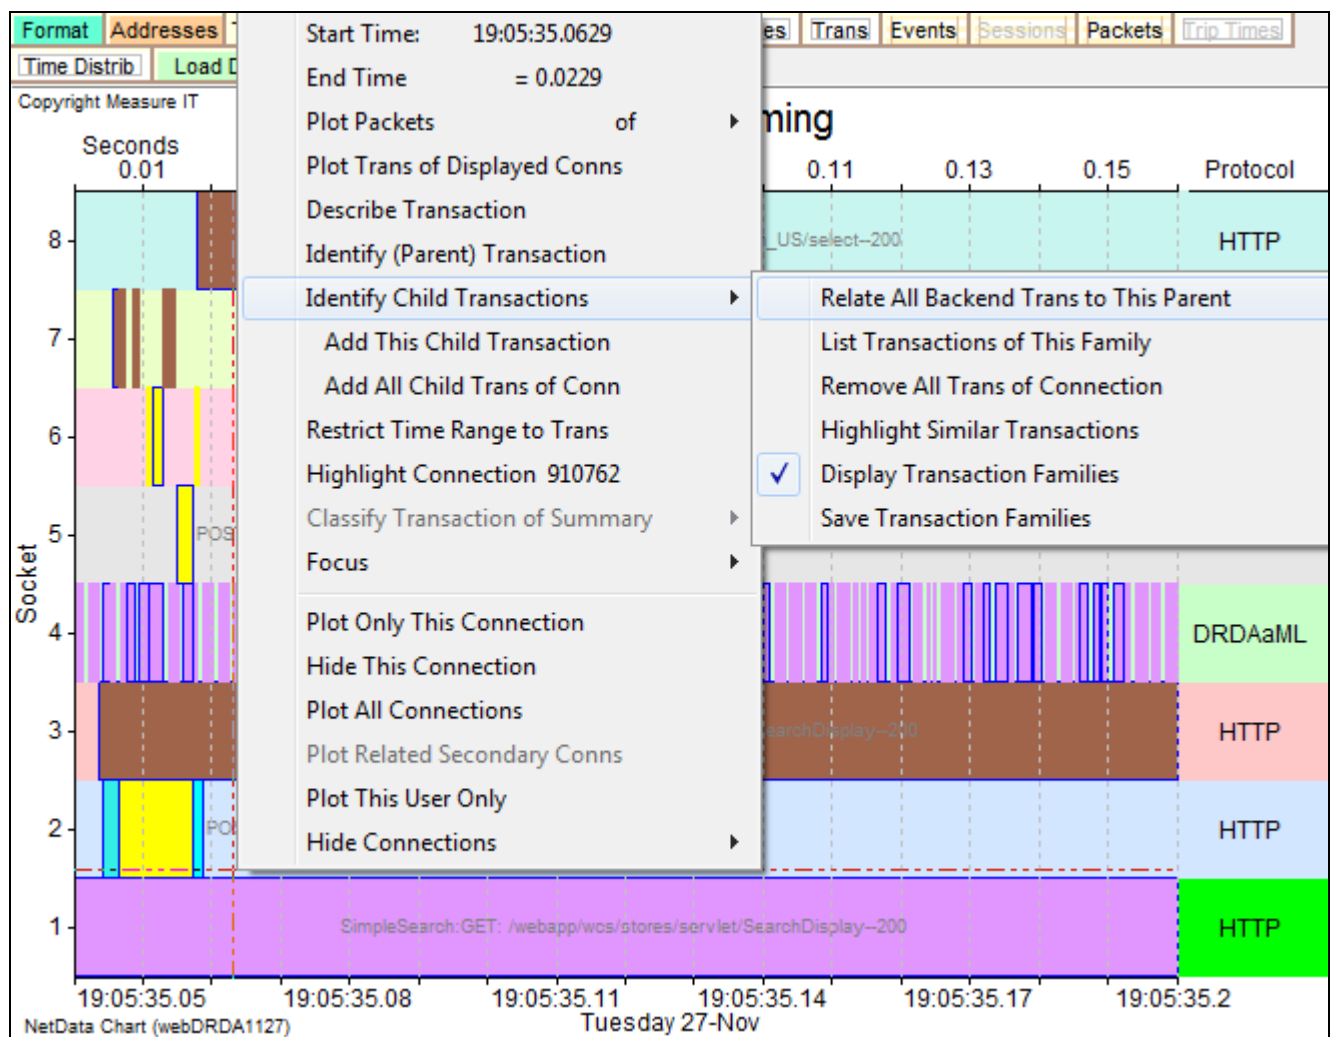 Format Addresses es Trans Events Sessions Packets Trip Times
Time Distrib Load D
Copyright Measure IT
ming
Seconds
0.01 0.11 0.13 0.15 Protocol
Start Time: 19:05:35.0629
End Time = 0.0229
Plot Packets of
Plot Trans of Displayed Conns
Describe Transaction
Identify (Parent) Transaction
Identify Child Transactions
Add This Child Transaction
Add All Child Trans of Conn
Restrict Time Range to Trans
Highlight Connection 910762
Classify Transaction of Summary
Focus
Plot Only This Connection
Hide This Connection
Plot All Connections
Plot Related Secondary Conns
Plot This User Only
Hide Connections
Relate All Backend Trans to This Parent
List Transactions of This Family
Remove All Trans of Connection
Highlight Similar Transactions
Display Transaction Families
Save Transaction Families
Socket
8 _US/select--200 HTTP
7
6
5 POS
4 DRDAaML
3 earchDisplay--200 HTTP
2 PO HTTP
1 SimpleSearch:GET: /webapp/wcs/stores/servlet/SearchDisplay--200 HTTP
19:05:35.05 19:05:35.08 19:05:35.11 19:05:35.14 19:05:35.17 19:05:35.2
NetData Chart (webDRDA1127) Tuesday 27-Nov